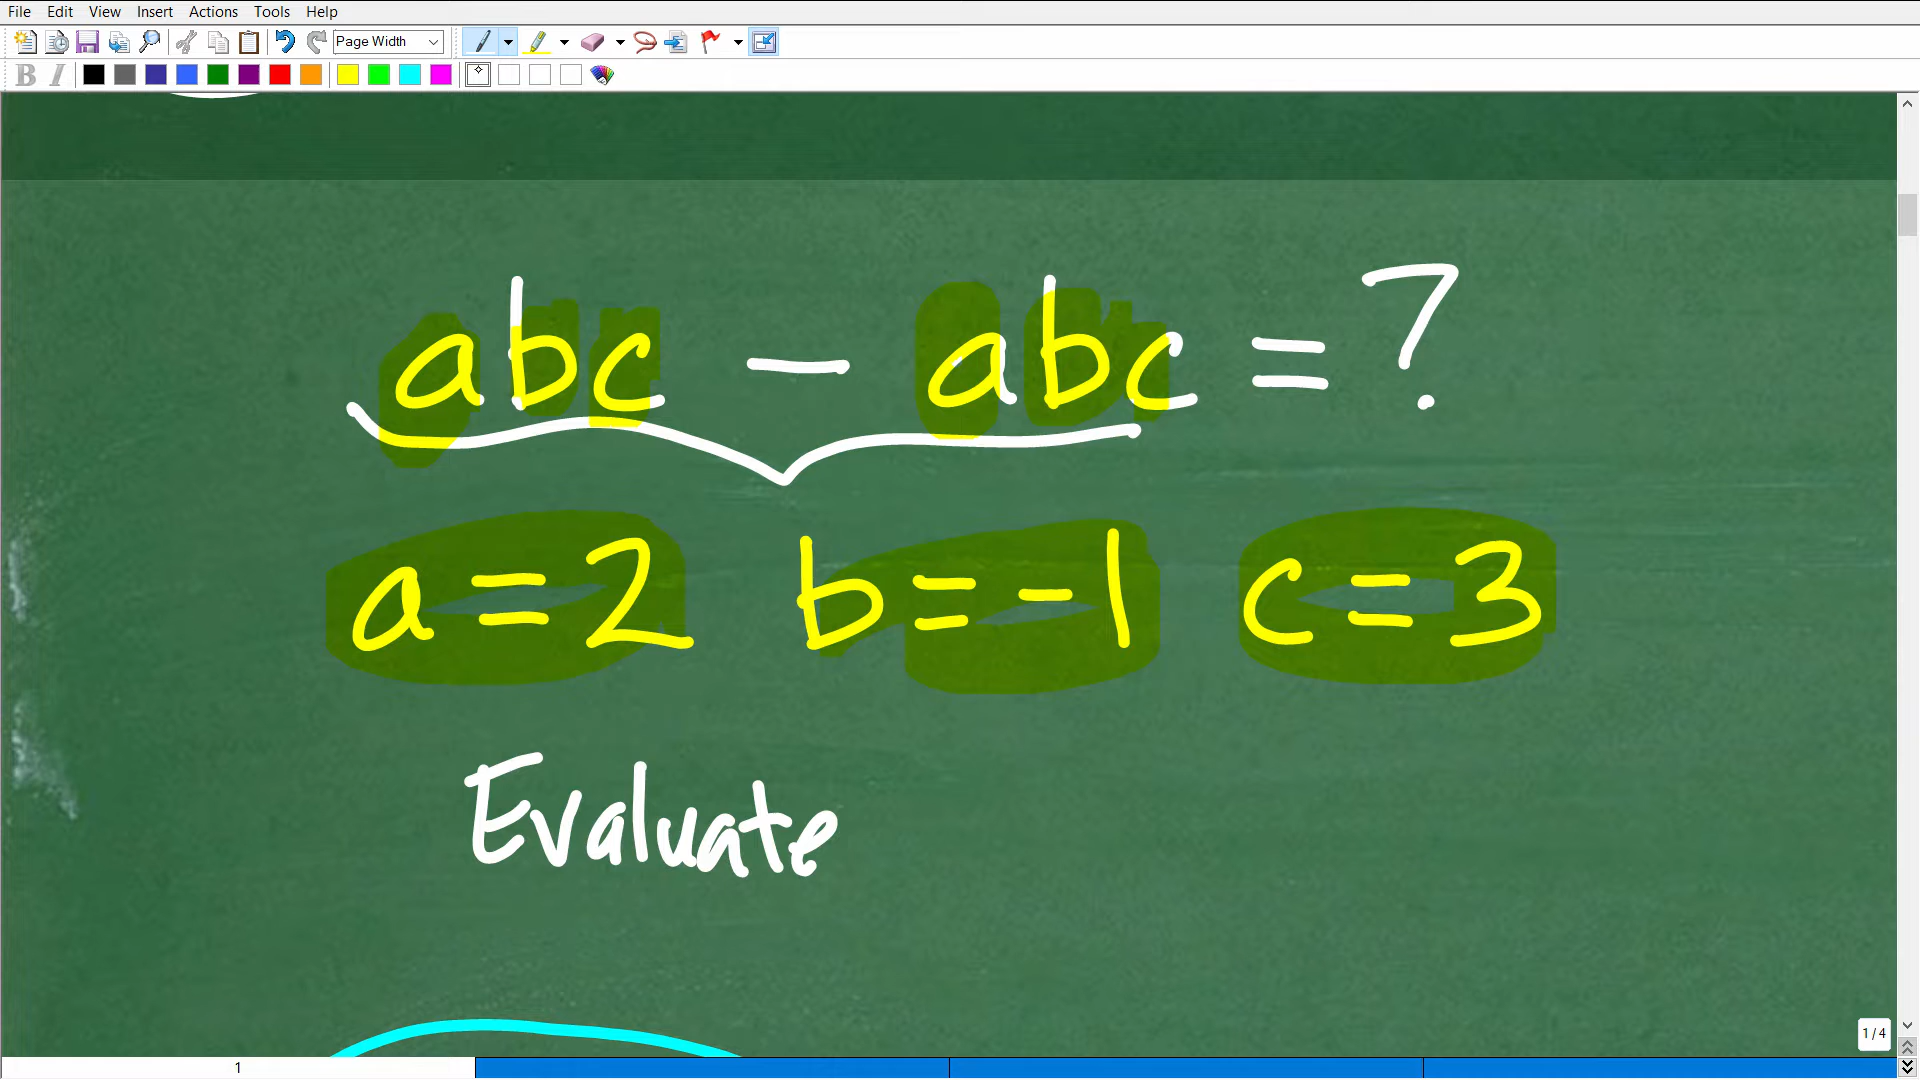 File Edit View Insert Actions Tools Help
Page Width
B I
abc - abc = ?
a = 2 b = -1 c = 3
Evaluate
1 / 4
1